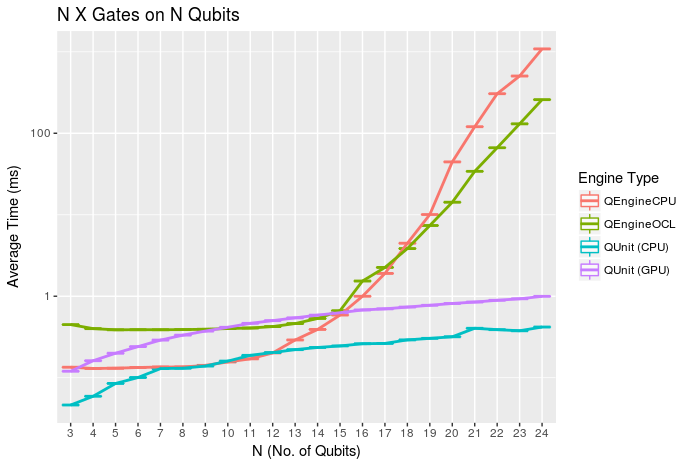 N X Gates on N Qubits
Average Time (ms)
100
1
3 4 5 6 7 8 9 10 11 12 13 14 15 16 17 18 19 20 21 22 23 24
N (No. of Qubits)
Engine Type
QEngineCPU
QEngineOCL
QUnit (CPU)
QUnit (GPU)